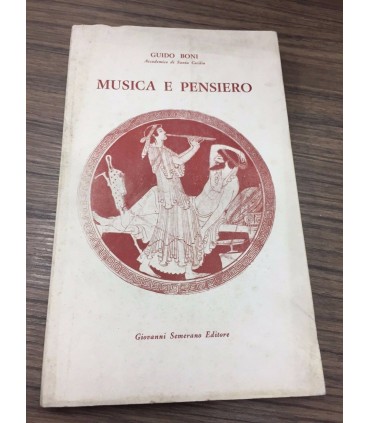 GUIDO BONI
Accademico di Santa Cecilia
MUSICA E PENSIERO
Giovanni Semerano Editore